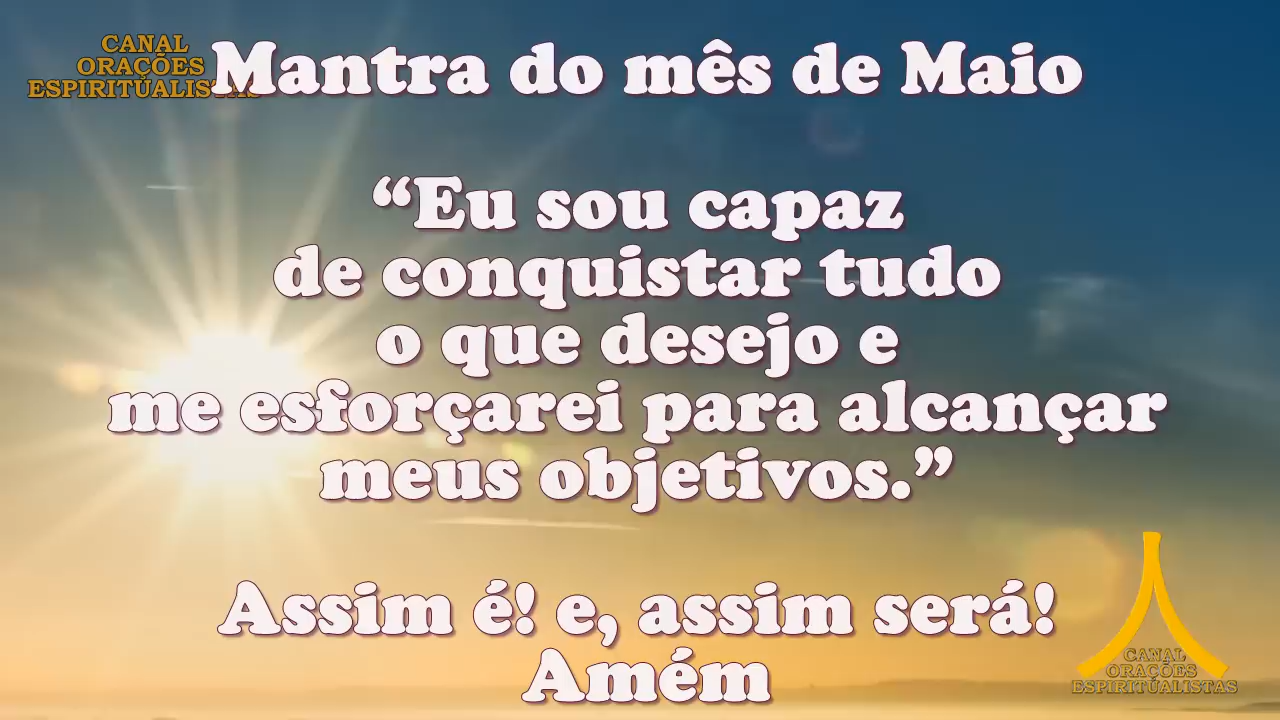 CANAL
ORAÇÕES
ESPIRITUALISTAS
Mantra do mês de Maio
“Eu sou capaz
de conquistar tudo
o que desejo e
me esforçarei para alcançar
meus objetivos.”
Assim é! e, assim será!
Amém
CANAL
ORAÇÕES
ESPIRITUALISTAS